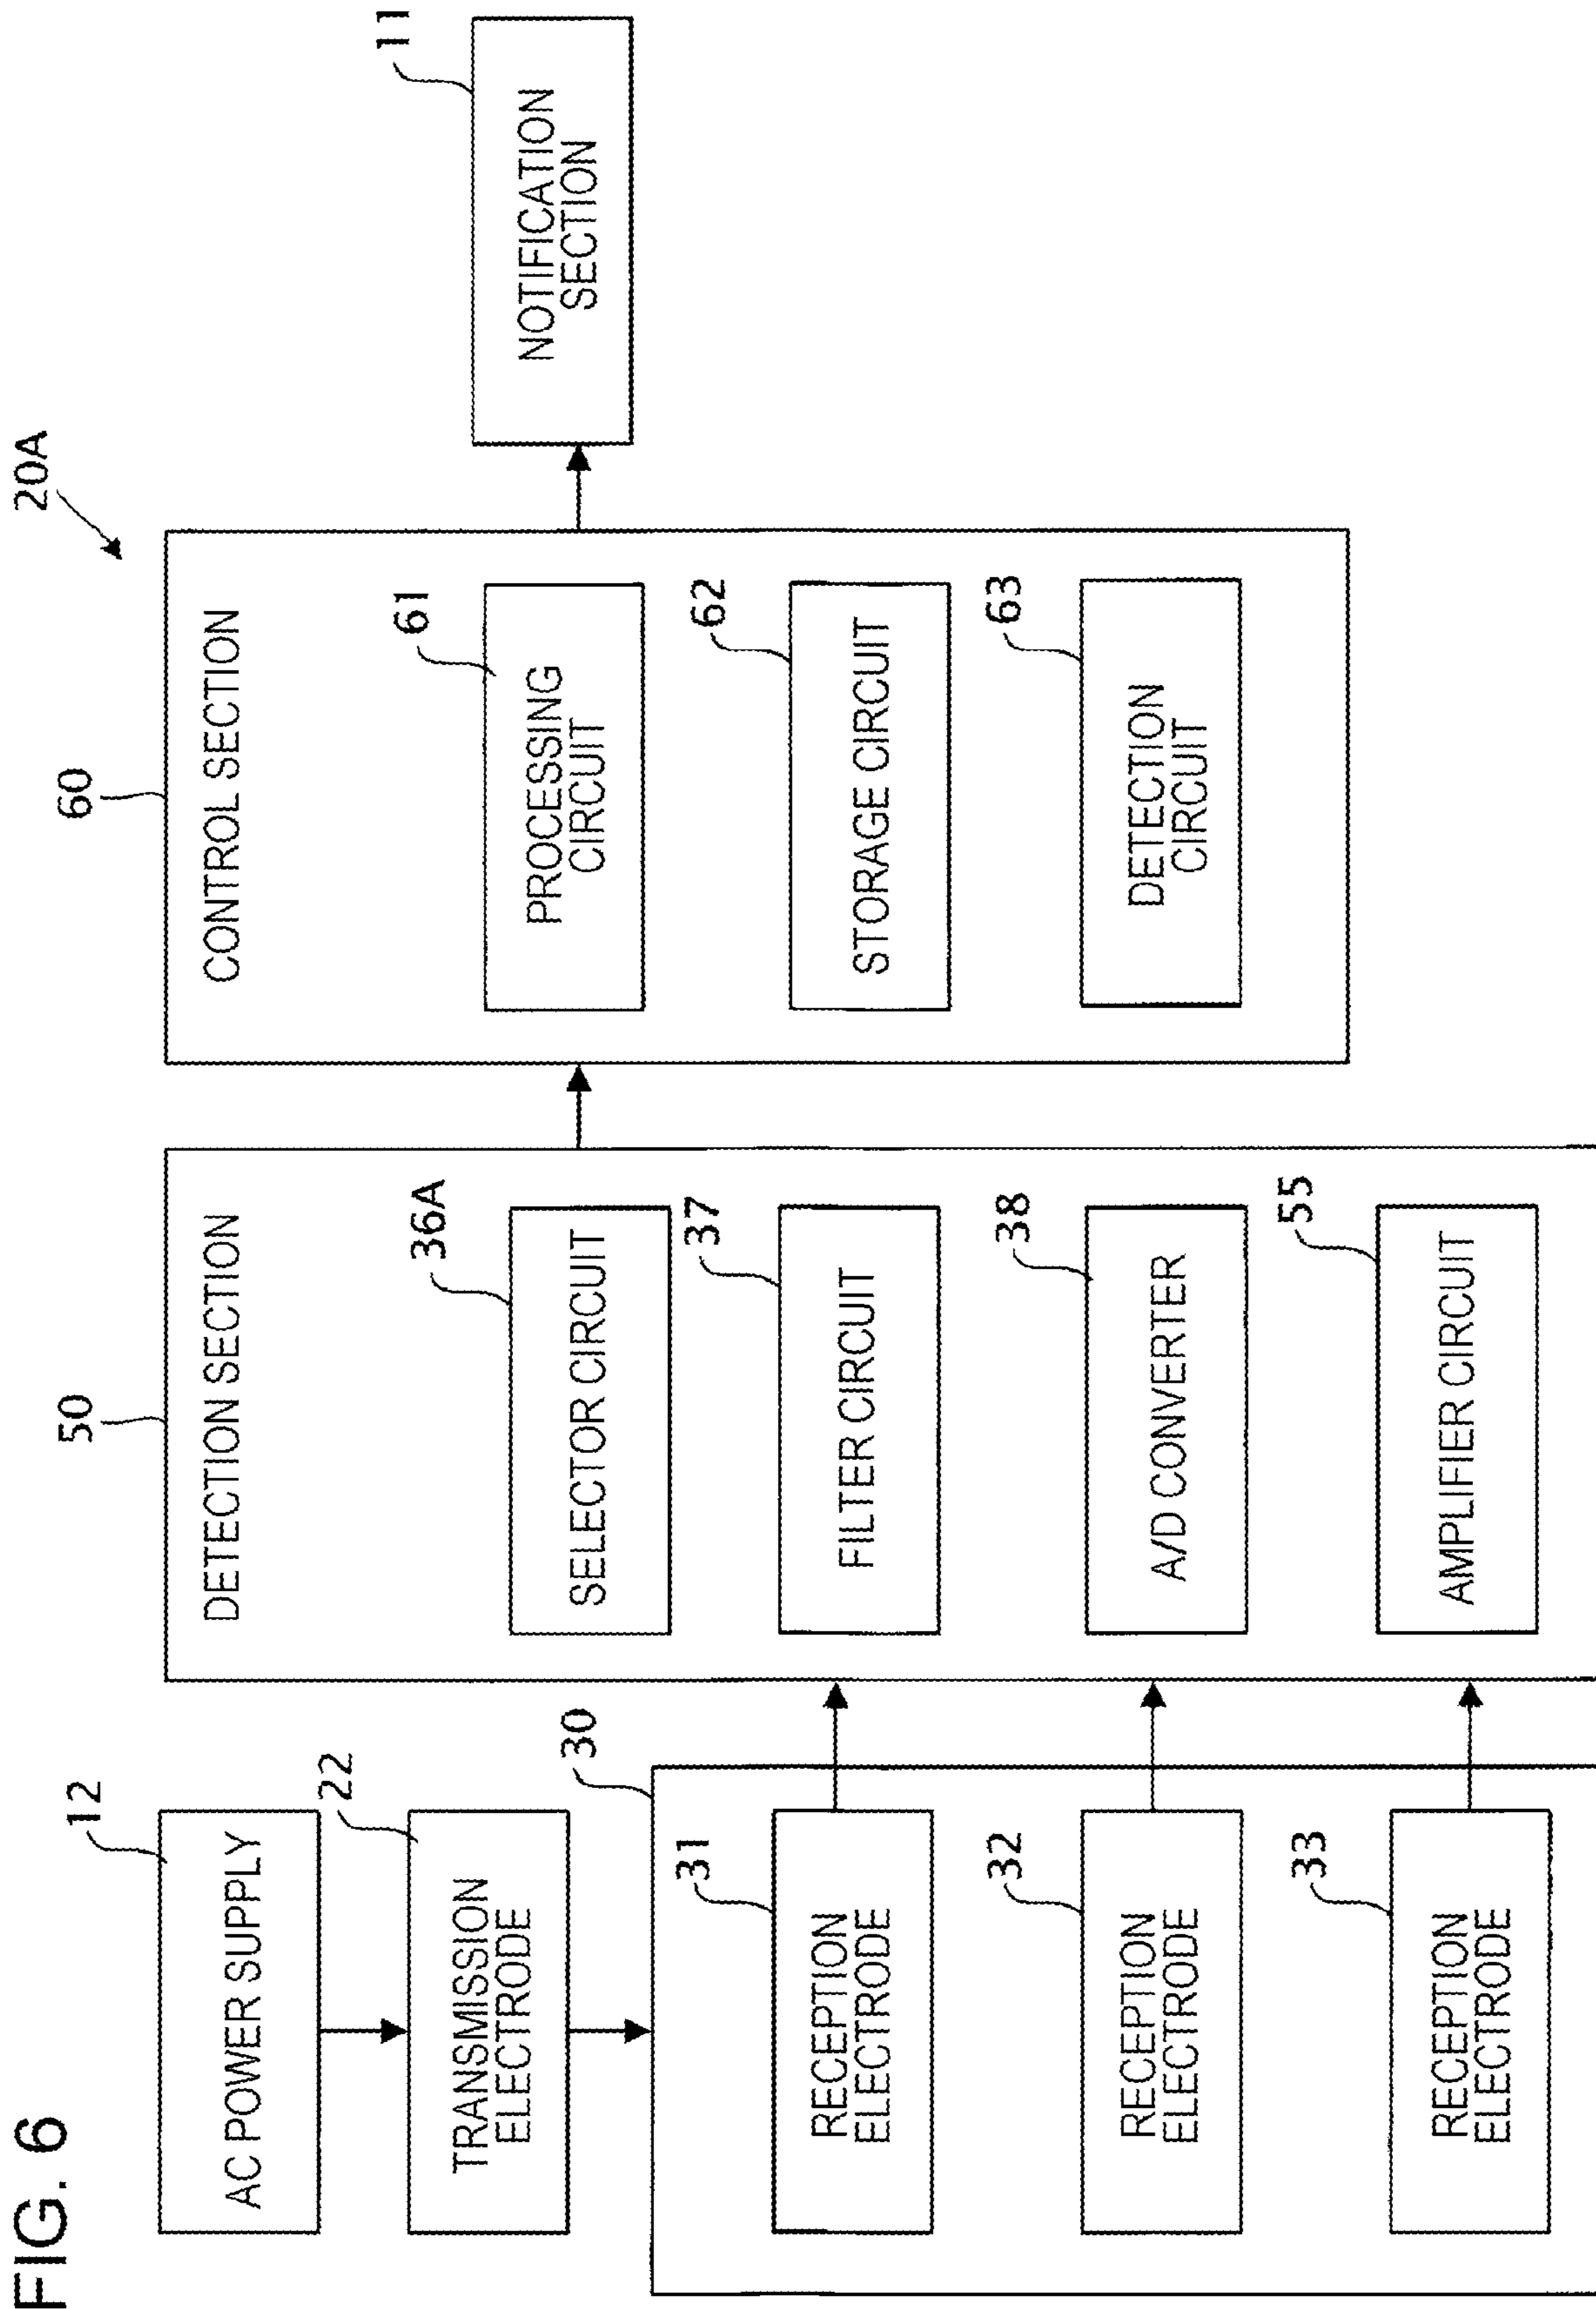 FIG. 6
20A
12
AC POWER SUPPLY
22
TRANSMISSION
ELECTRODE
30
31
RECEPTION
ELECTRODE
32
RECEPTION
ELECTRODE
33
RECEPTION
ELECTRODE
50
DETECTION SECTION
36A
SELECTOR CIRCUIT
37
FILTER CIRCUIT
38
A/D CONVERTER
55
AMPLIFIER CIRCUIT
60
CONTROL SECTION
61
PROCESSING
CIRCUIT
62
STORAGE CIRCUIT
63
DETECTION
CIRCUIT
11
NOTIFICATION
SECTION